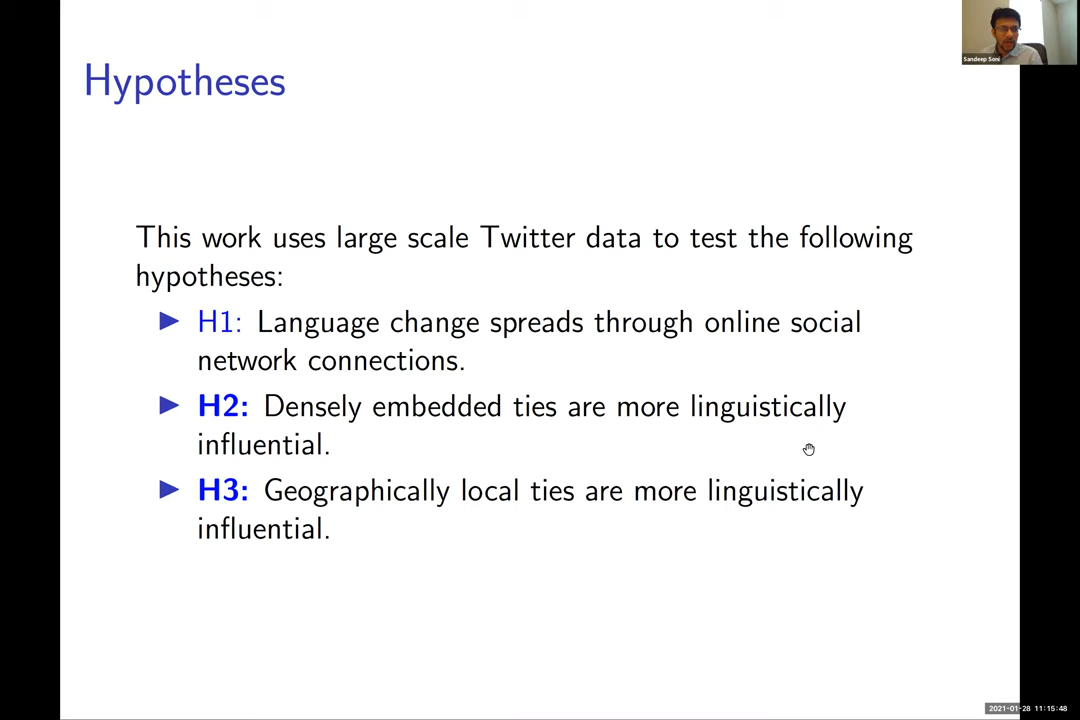 Hypotheses
Sandeep Soni
This work uses large scale Twitter data to test the following
hypotheses:
H1: Language change spreads through online social
network connections.
H2: Densely embedded ties are more linguistically
influential.
H3: Geographically local ties are more linguistically
influential.
2021-01-28 11:15:48